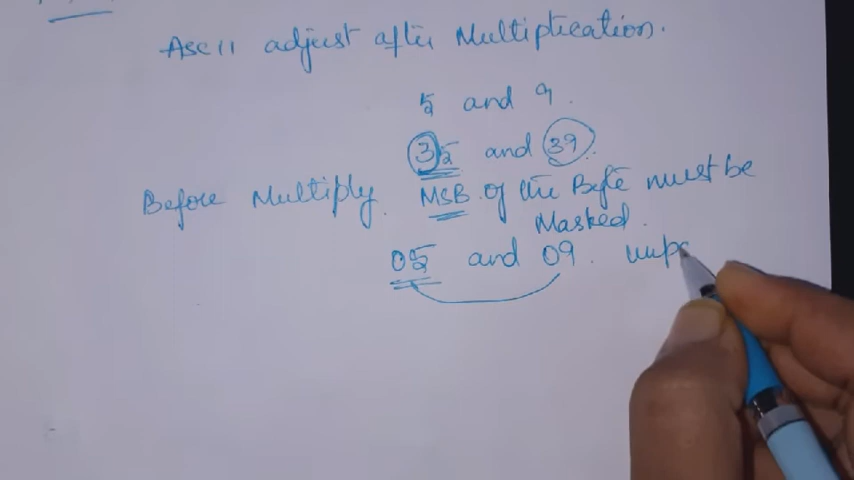 Ascii adjust after Multiplication.
5 and 9.
35 and 39.
Before Multiply. MSB of the Byte must be
Masked.
05 and 09. unpa